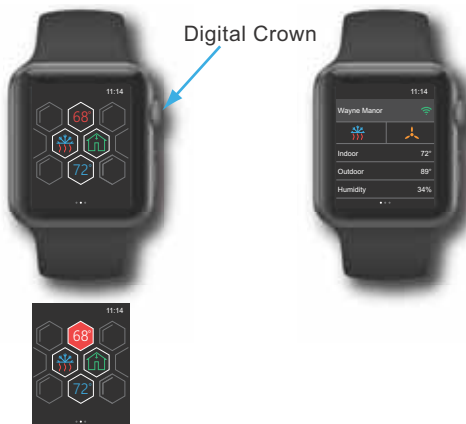 Digital Crown
11:14
68°
72°
11:14
Wayne Manor
Indoor 72°
Outdoor 89°
Humidity 34%
11:14
68°
72°